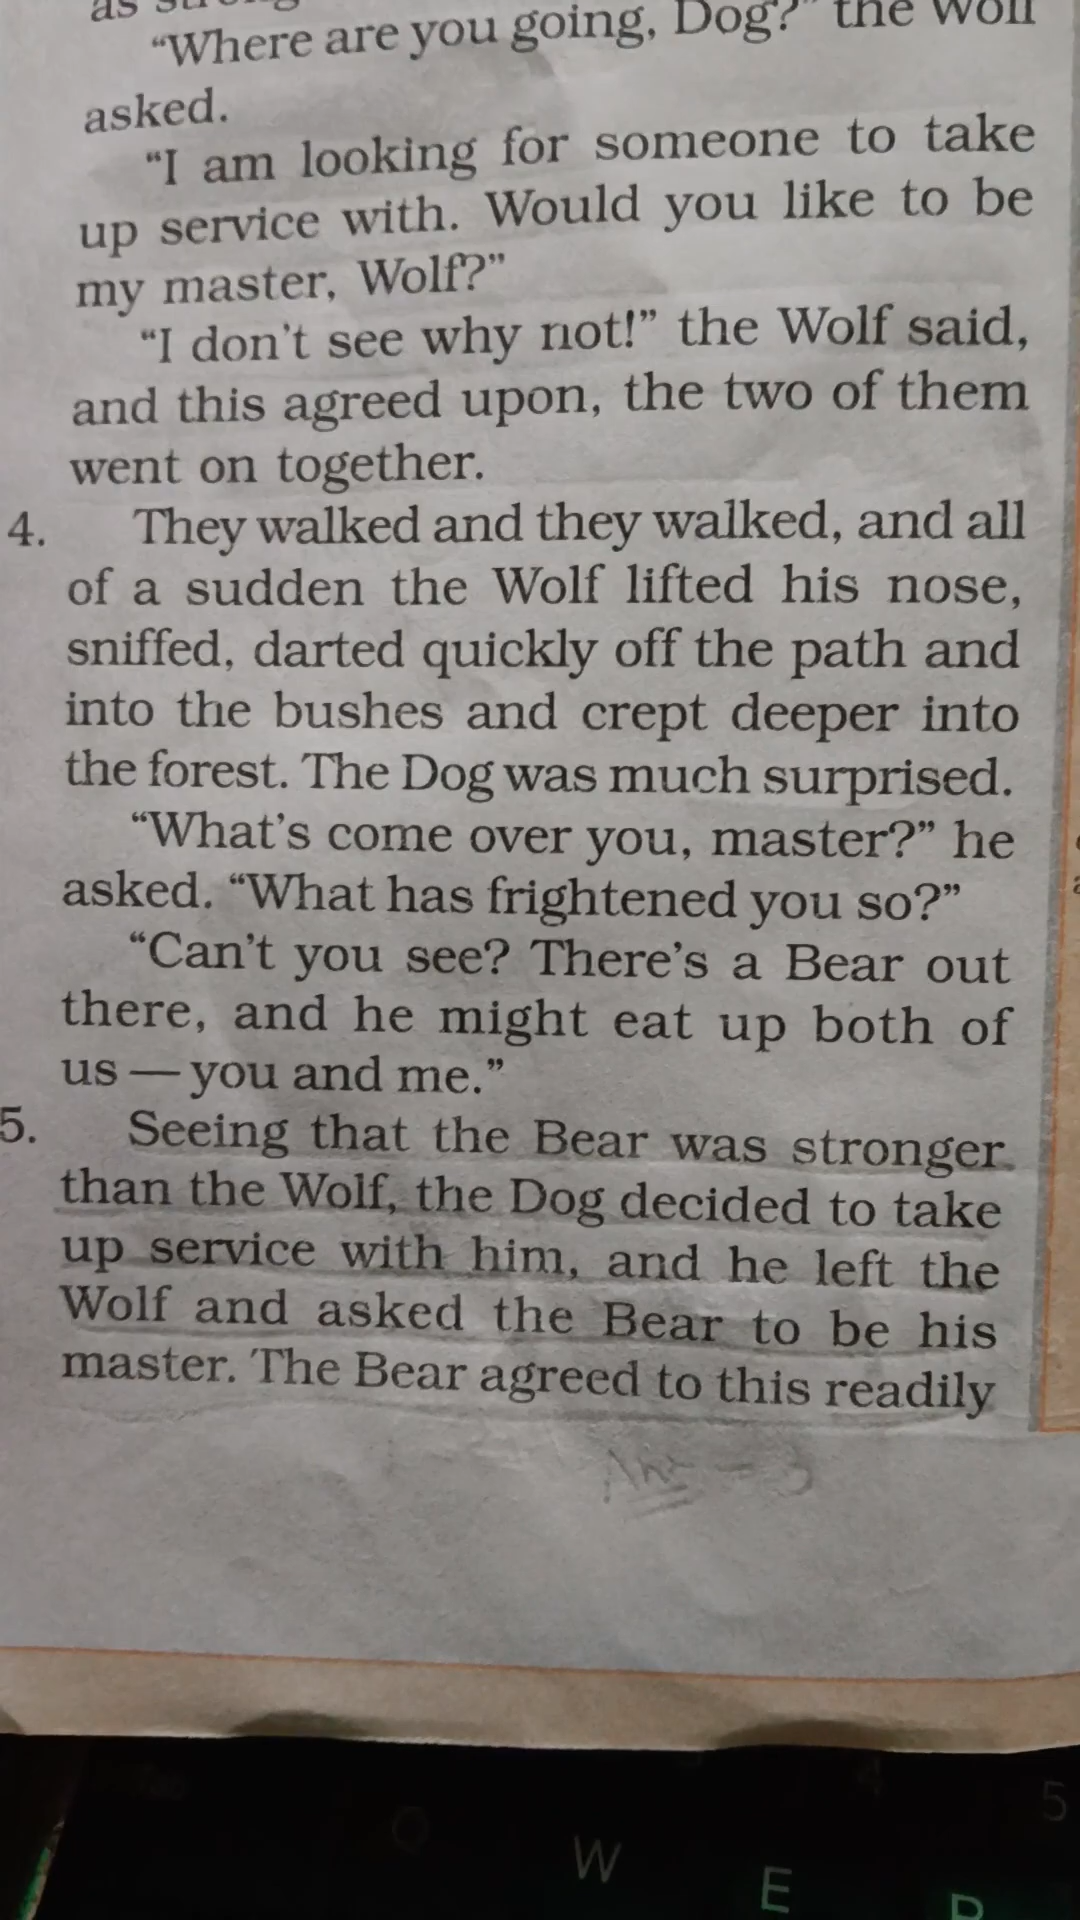 "Where are you going, Dog?" the Wolf
asked.
"I am looking for someone to take
up service with. Would you like to be
my master, Wolf?"
"I don't see why not!" the Wolf said,
and this agreed upon, the two of them
went on together.
4. They walked and they walked, and all
of a sudden the Wolf lifted his nose,
sniffed, darted quickly off the path and
into the bushes and crept deeper into
the forest. The Dog was much surprised.
"What's come over you, master?" he
asked. "What has frightened you so?"
"Can't you see? There's a Bear out
there, and he might eat up both of
us — you and me."
5. Seeing that the Bear was stronger
than the Wolf, the Dog decided to take
up service with him, and he left the
Wolf and asked the Bear to be his
master. The Bear agreed to this readily
Ans – 3
4
5
W
E